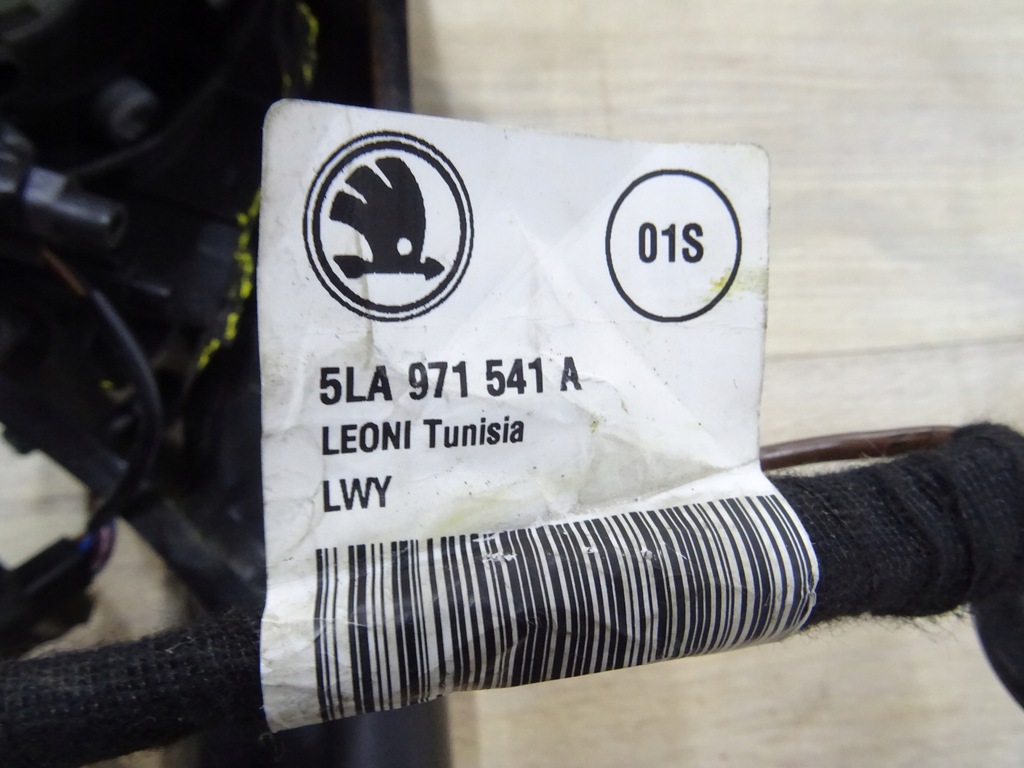 01S
5LA 971 541 A
LEONI Tunisia
LWY